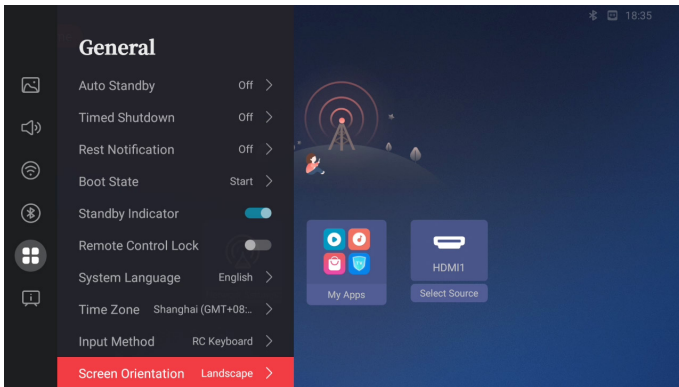 18:35
General
Auto Standby Off
Timed Shutdown Off
Rest Notification Off
Boot State Start
Standby Indicator
Remote Control Lock
System Language English
Time Zone Shanghai (GMT+08:..
Input Method RC Keyboard
Screen Orientation Landscape
HDMI1
My Apps
Select Source